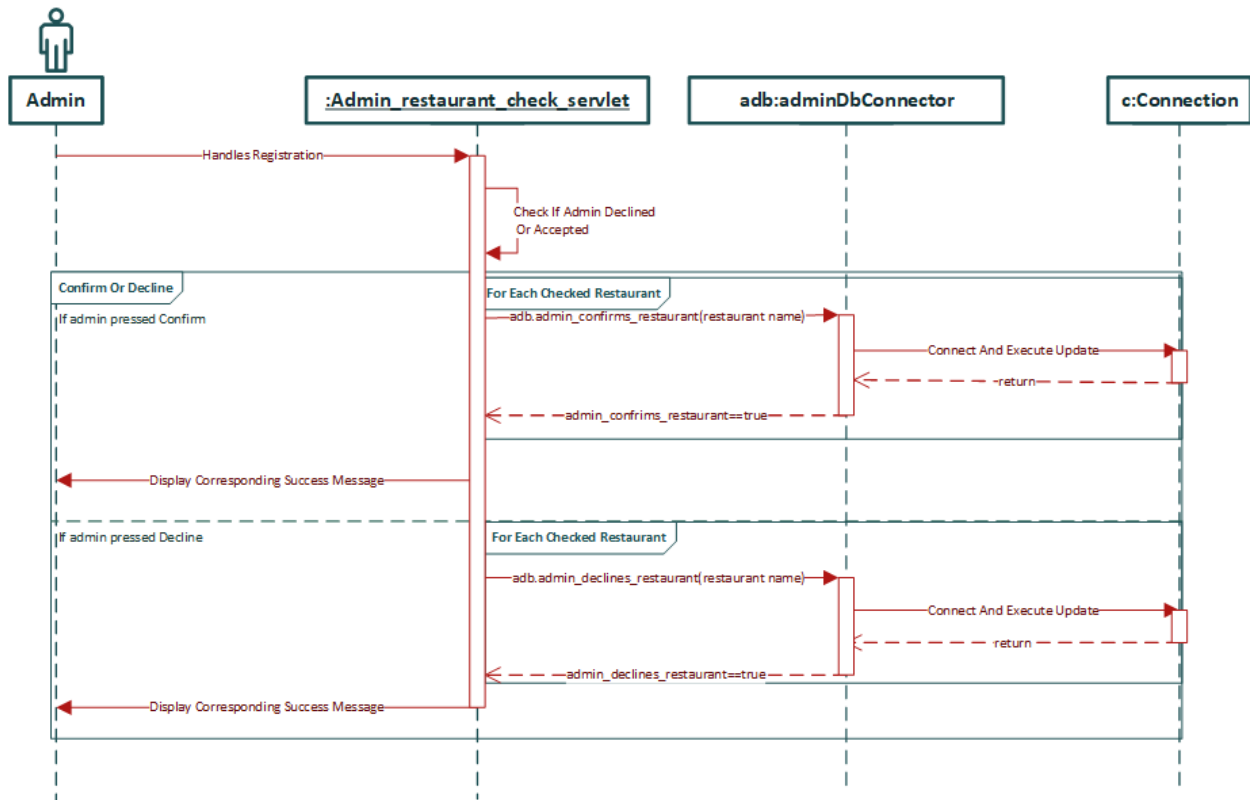 Admin
:Admin_restaurant_check_servlet
adb:adminDbConnector
c:Connection
Handles Registration
Check If Admin Declined
Or Accepted
Confirm Or Decline
For Each Checked Restaurant
If admin pressed Confirm
adb.admin_confirms_restaurant(restaurant name)
Connect And Execute Update
return
admin_confrims_restaurant==true
Display Corresponding Success Message
If admin pressed Decline
For Each Checked Restaurant
adb.admin_declines_restaurant(restaurant name)
Connect And Execute Update
return
admin_declines_restaurant==true
Display Corresponding Success Message